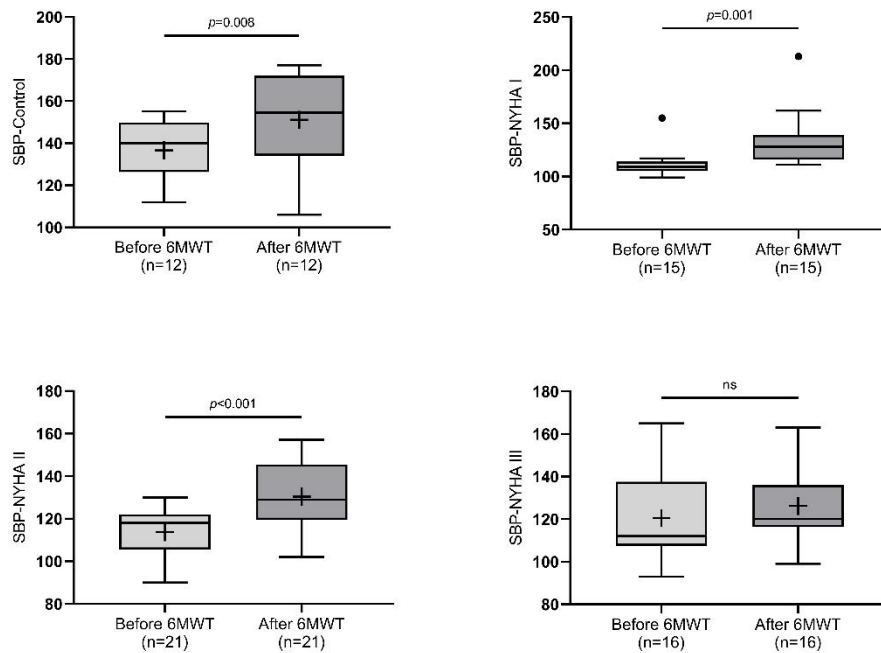 p=0.008
SBP-Control
200
180
160
140
120
100
Before 6MWT
(n=12)
After 6MWT
(n=12)
p=0.001
SBP-NYHA I
250
200
150
100
50
Before 6MWT
(n=15)
After 6MWT
(n=15)
p<0.001
SBP-NYHA II
180
160
140
120
100
80
Before 6MWT
(n=21)
After 6MWT
(n=21)
ns
SBP-NYHA III
180
160
140
120
100
80
Before 6MWT
(n=16)
After 6MWT
(n=16)